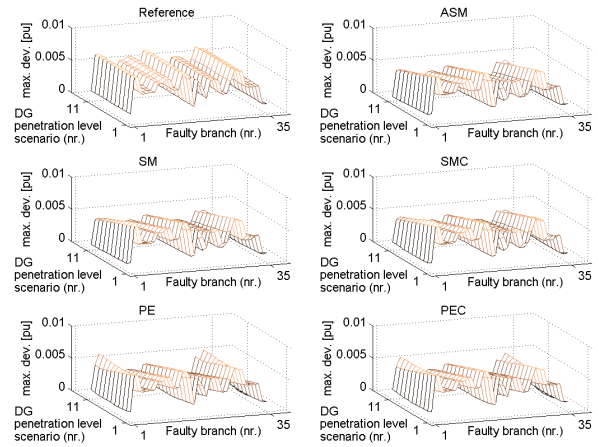 Reference
max. dev. [pu]
0.01
0.005
0
11
DG
penetration level
scenario (nr.)
1
1
Faulty branch (nr.)
35
ASM
max. dev. [pu]
0.01
0.005
0
11
DG
penetration level
scenario (nr.)
1
1
Faulty branch (nr.)
35
SM
max. dev. [pu]
0.01
0.005
0
11
DG
penetration level
scenario (nr.)
1
1
Faulty branch (nr.)
35
SMC
max. dev. [pu]
0.01
0.005
0
11
DG
penetration level
scenario (nr.)
1
1
Faulty branch (nr.)
35
PE
max. dev. [pu]
0.01
0.005
0
11
DG
penetration level
scenario (nr.)
1
1
Faulty branch (nr.)
35
PEC
max. dev. [pu]
0.01
0.005
0
11
DG
penetration level
scenario (nr.)
1
1
Faulty branch (nr.)
35